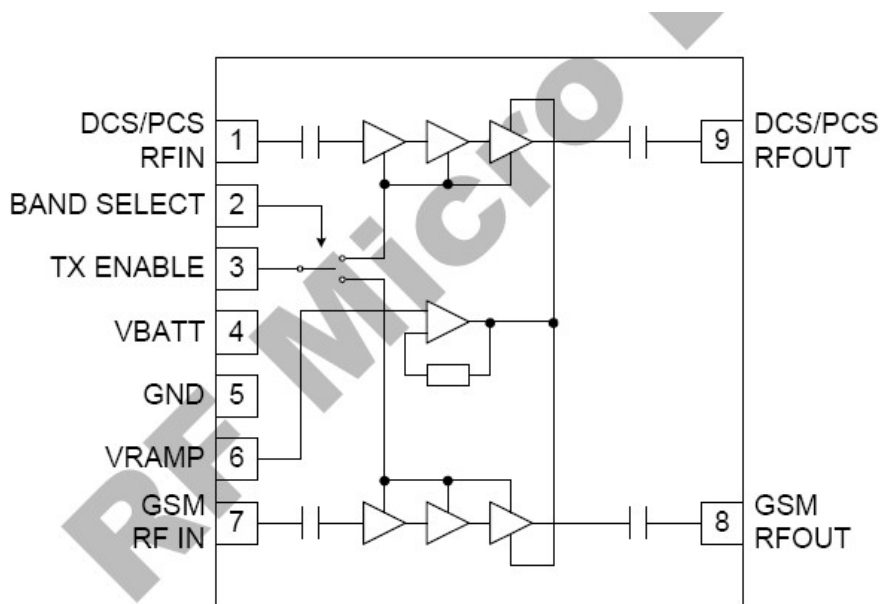 DCS/PCS
RFIN
1
BAND SELECT
2
TX ENABLE
3
VBATT
4
GND
5
VRAMP
6
GSM
RF IN
7
9
DCS/PCS
RFOUT
8
GSM
RFOUT
RF Micro